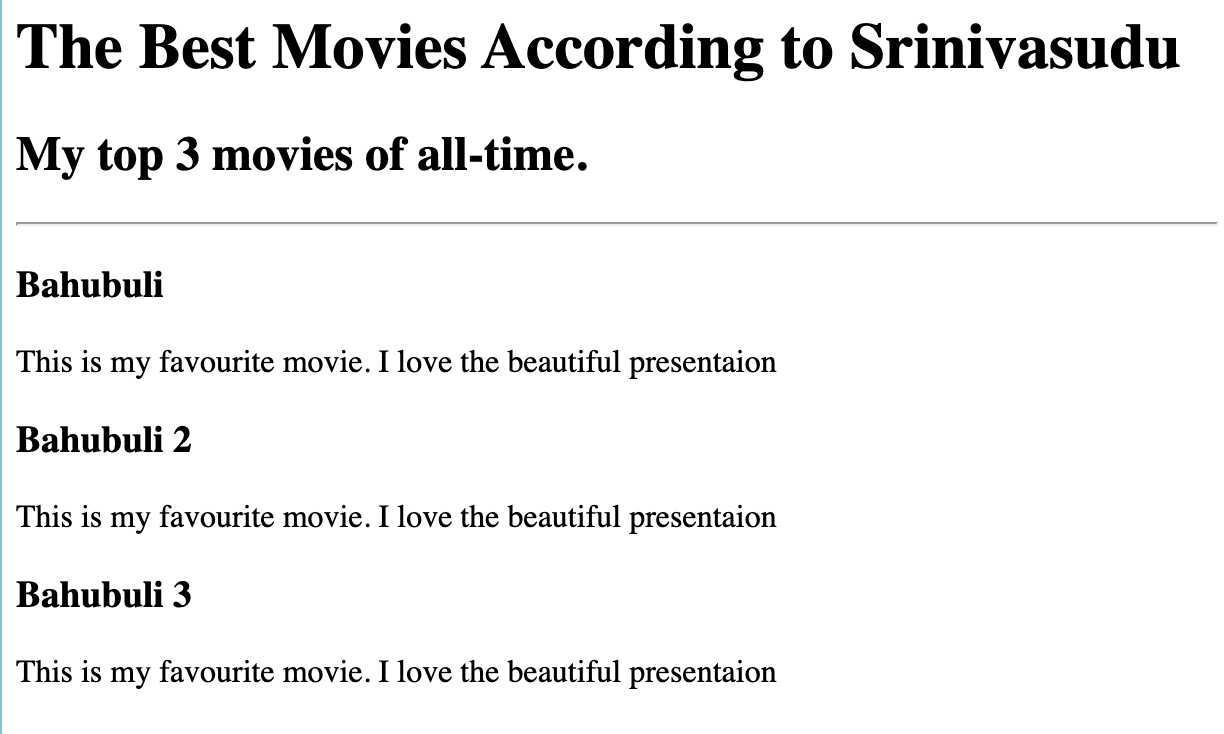 The Best Movies According to Srinivasudu
My top 3 movies of all-time.
Bahubuli
This is my favourite movie. I love the beautiful presentaion
Bahubuli 2
This is my favourite movie. I love the beautiful presentaion
Bahubuli 3
This is my favourite movie. I love the beautiful presentaion